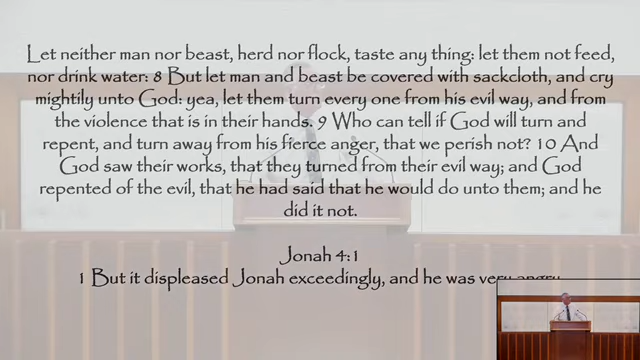 Let neither man nor beast, herd nor flock, taste any thing: let them not feed,
nor drink water: 8 But let man and beast be covered with sackcloth, and cry
mightily unto God: yea, let them turn every one from his evil way, and from
the violence that is in their hands. 9 Who can tell if God will turn and
repent, and turn away from his fierce anger, that we perish not? 10 And
God saw their works, that they turned from their evil way; and God
repented of the evil, that he had said that he would do unto them; and he
did it not.
Jonah 4:1
1 But it displeased Jonah exceedingly, and he was very angry